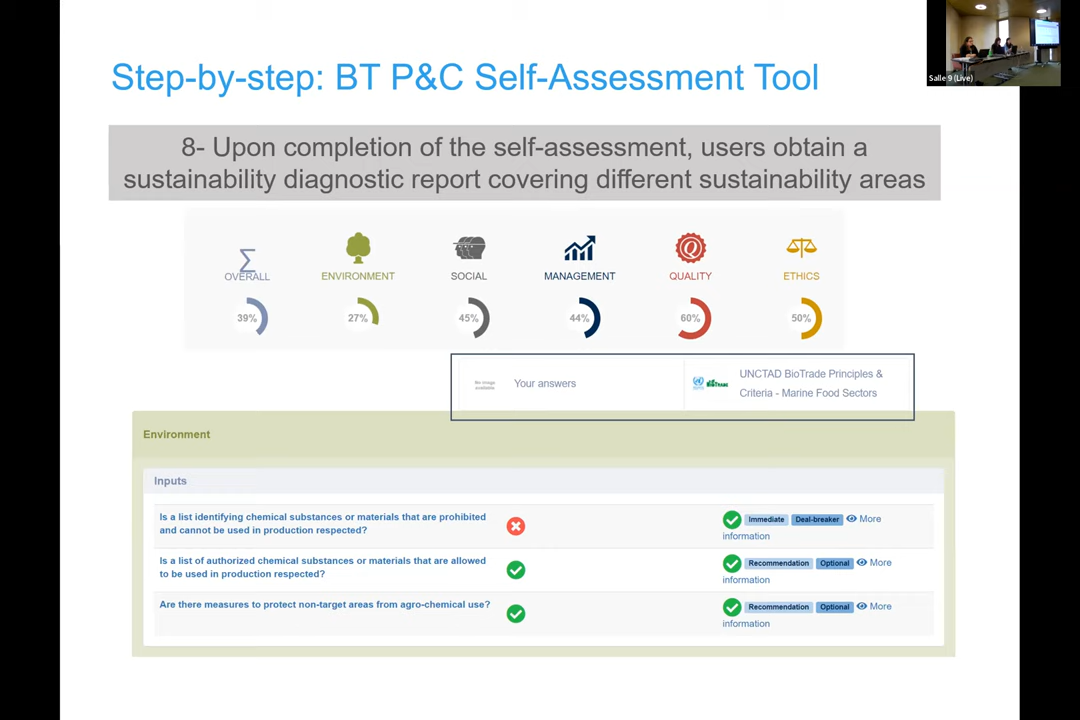 Salle 9 (Live)
Step-by-step: BT P&C Self-Assessment Tool
8- Upon completion of the self-assessment, users obtain a
sustainability diagnostic report covering different sustainability areas
OVERALL
ENVIRONMENT
SOCIAL
MANAGEMENT
QUALITY
ETHICS
39%
27%
45%
44%
60%
50%
No image
available
Your answers
BIOTRADE
UNCTAD BioTrade Principles &
Criteria - Marine Food Sectors
Environment
Inputs
Is a list identifying chemical substances or materials that are prohibited
and cannot be used in production respected?
Immediate Deal-breaker More
information
Is a list of authorized chemical substances or materials that are allowed
to be used in production respected?
Recommendation Optional More
information
Are there measures to protect non-target areas from agro-chemical use?
Recommendation Optional More
information